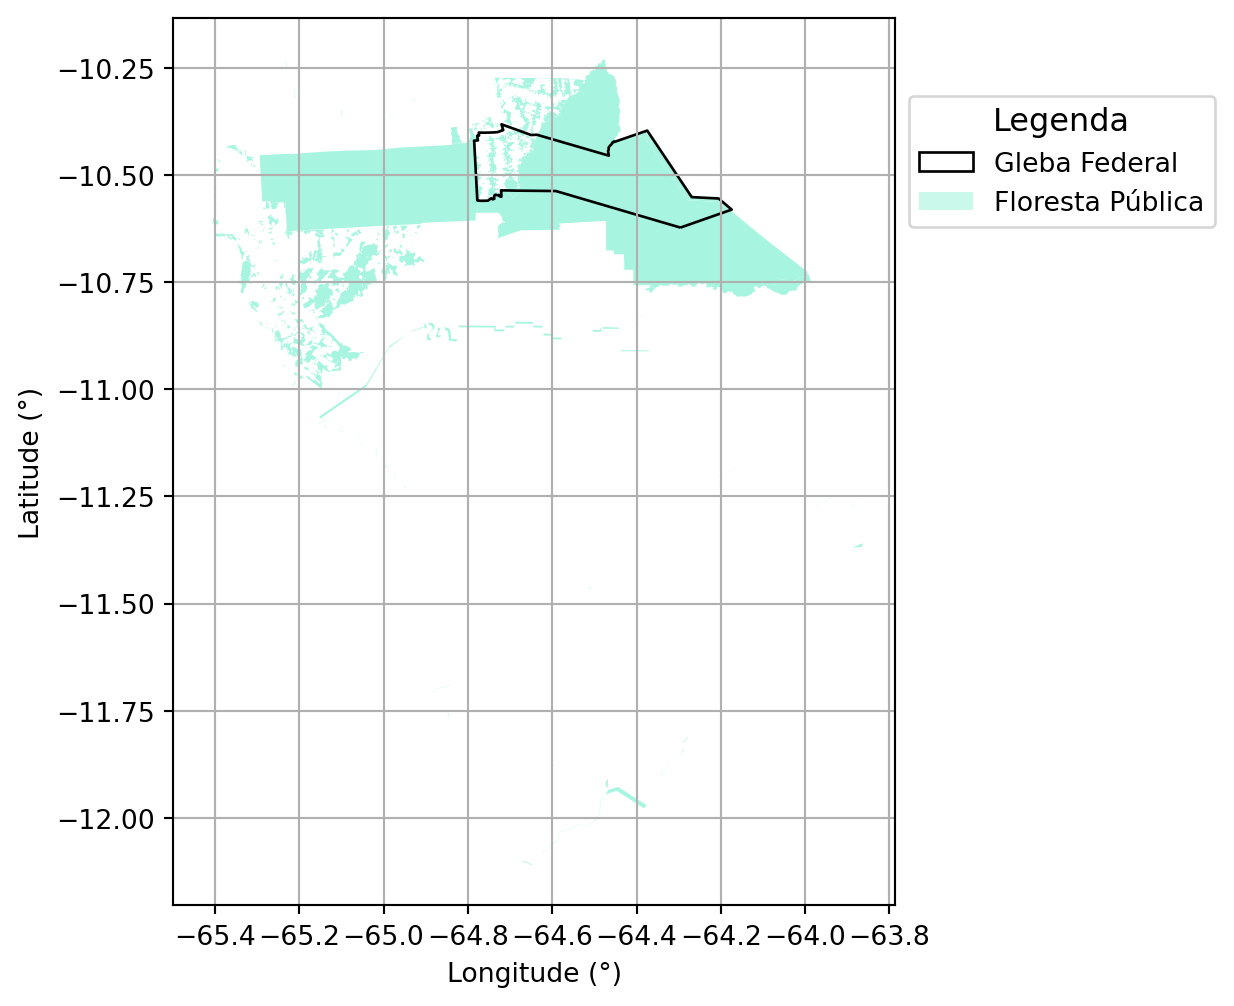 Legenda
Gleba Federal
Floresta Pública
−10.25
−10.50
−10.75
−11.00
−11.25
−11.50
−11.75
−12.00
Latitude (°)
−65.4 −65.2 −65.0 −64.8 −64.6 −64.4 −64.2 −64.0 −63.8
Longitude (°)